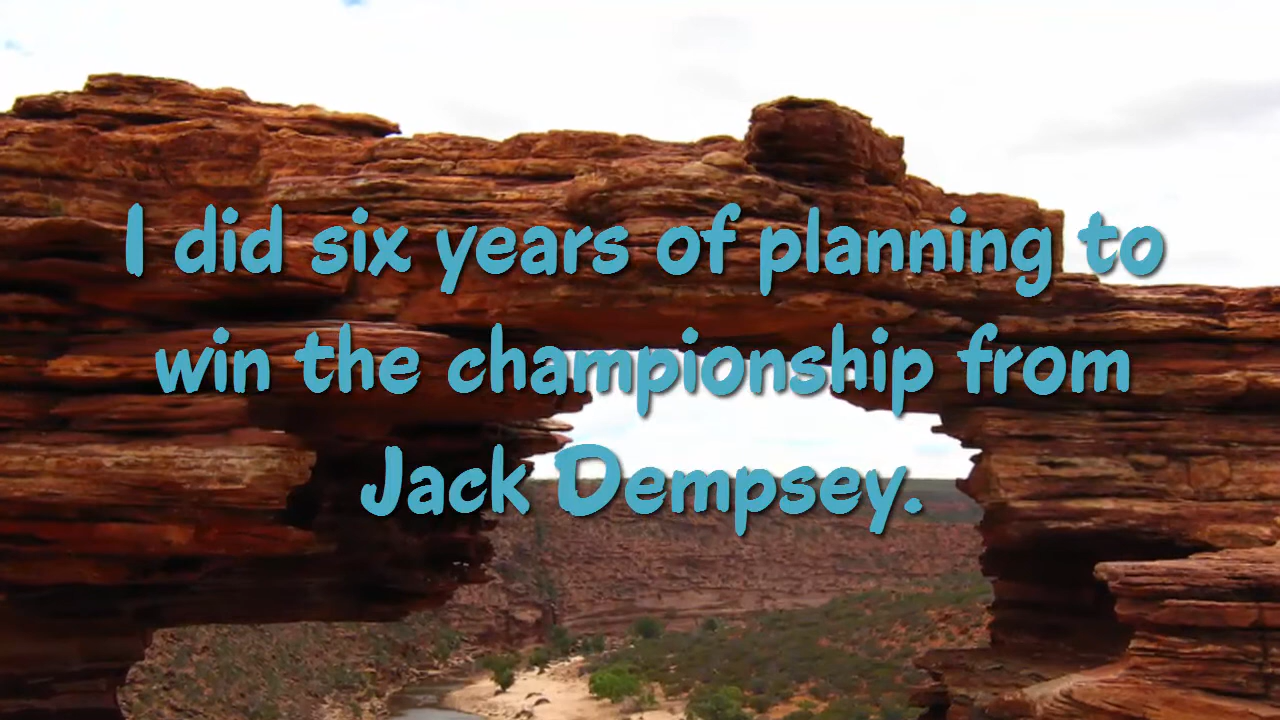 I did six years of planning to
win the championship from
Jack Dempsey.